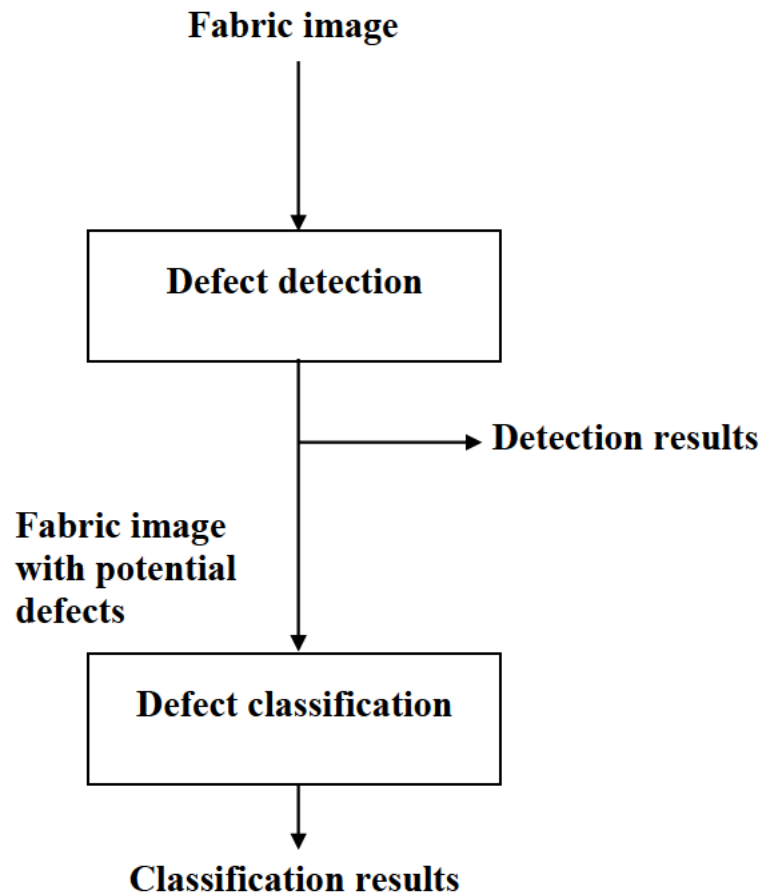 Fabric image
Defect detection
Detection results
Fabric image
with potential
defects
Defect classification
Classification results